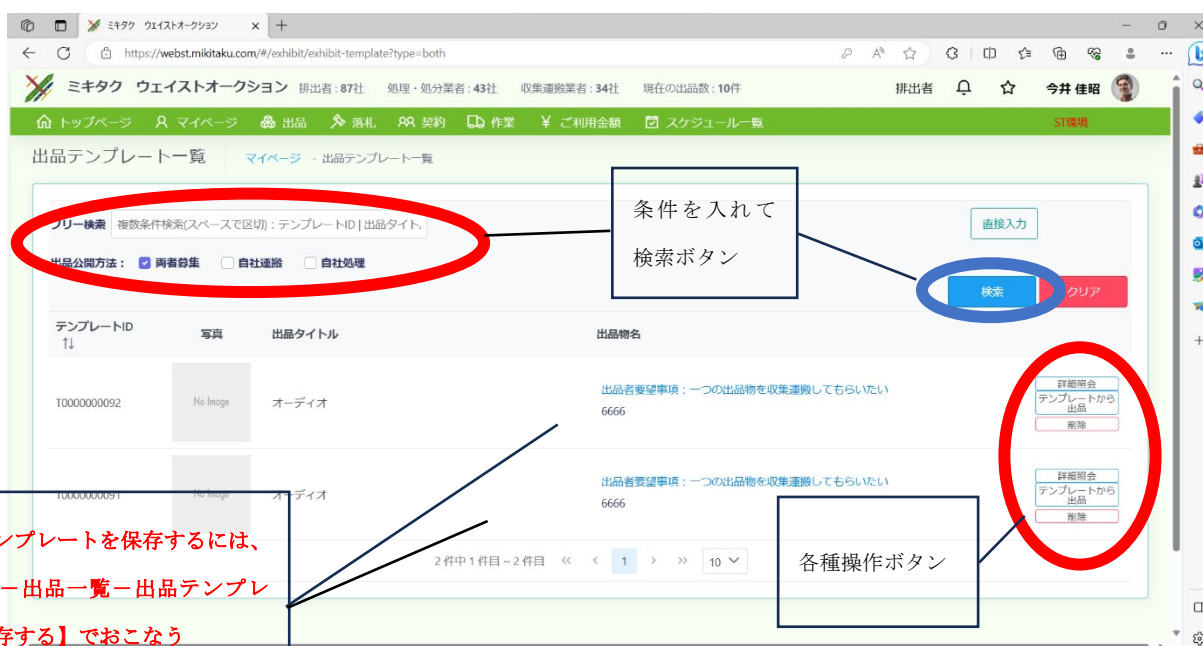 ミキタク ウェイストオークション × +
https://webst.mikitaku.com/#/exhibit/exhibit-template?type=both
ミキタク ウェイストオークション 排出者 : 87社 処理・処分業者 : 43社 収集運搬業者 : 34社 現在の出品数 : 10件 排出者 今井 佳昭
トップページ マイページ 出品 落札 契約 作業 ¥ ご利用金額 スケジュール一覧 ST環境
出品テンプレート一覧 マイページ - 出品テンプレート一覧
条件を入れて
検索ボタン
フリー検索 複数条件検索(スペースで区切) : テンプレートID | 出品タイト. 直接入力
出品公開方法 : 両者募集 自社運搬 自社処理
検索 クリア
テンプレートID ↑↓ 写真 出品タイトル 出品物名
T0000000092 No Image オーディオ
出品者要望事項 : 一つの出品物を収集運搬してもらいたい
6666
詳細照会
テンプレートから
出品
削除
T0000000091 No Image オーディオ
出品者要望事項 : 一つの出品物を収集運搬してもらいたい
6666
詳細照会
テンプレートから
出品
削除
2 件中 1 件目 ~ 2 件目 « ‹ 1 › » 10
各種操作ボタン
ンプレートを保存するには、
－出品一覧－出品テンプレ
存する】でおこなう